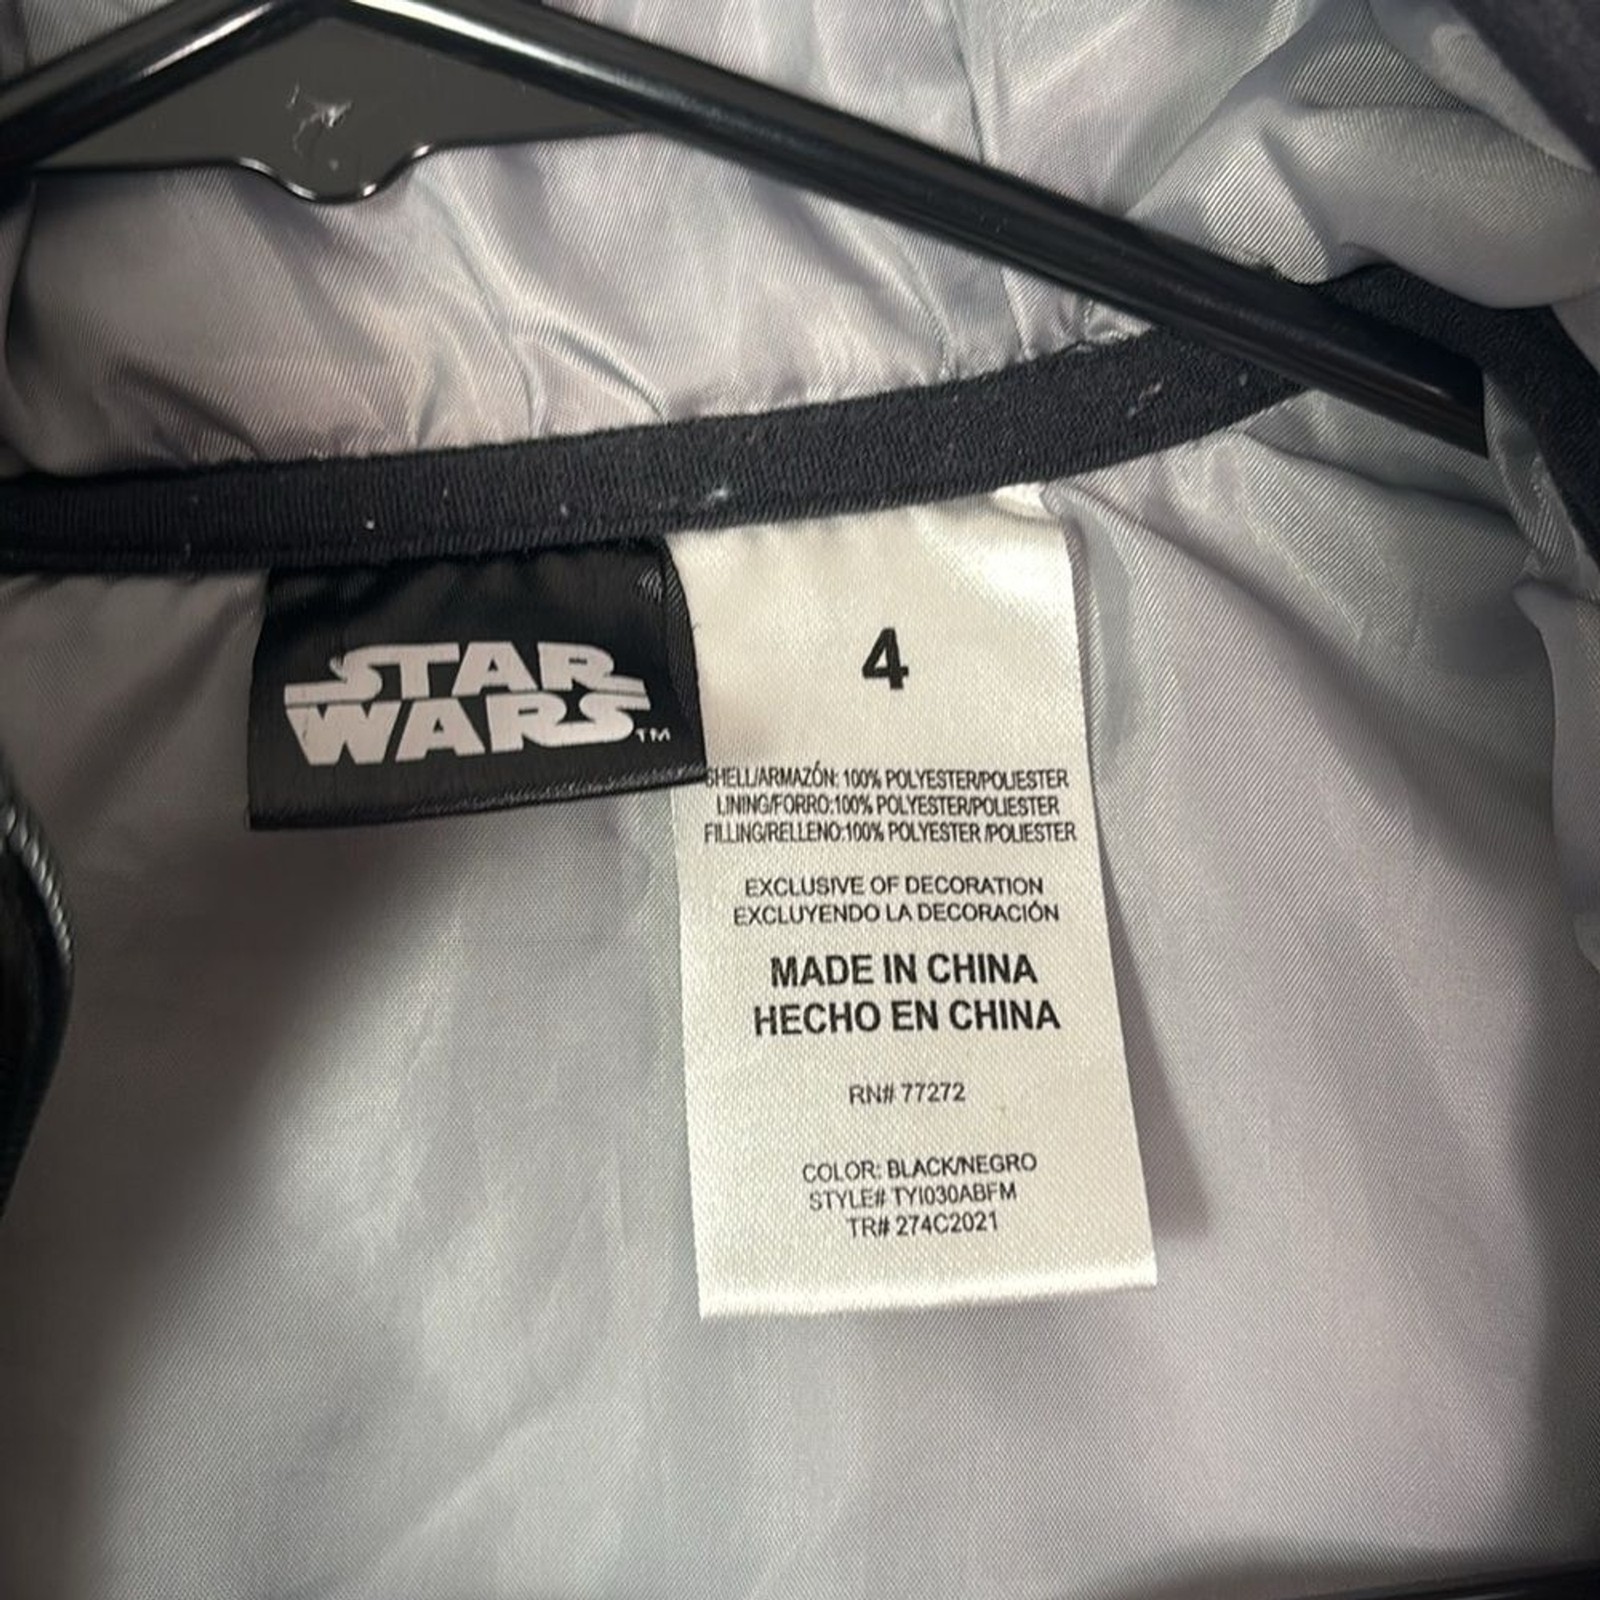 STAR
WARS™
4
SHELL/ARMAZÓN: 100% POLYESTER/POLIESTER
LINING/FORRO:100% POLYESTER/POLIESTER
FILLING/RELLENO:100% POLYESTER /POLIESTER
EXCLUSIVE OF DECORATION
EXCLUYENDO LA DECORACIÓN
MADE IN CHINA
HECHO EN CHINA
RN# 77272
COLOR: BLACK/NEGRO
STYLE# TYI030ABFM
TR# 274C2021